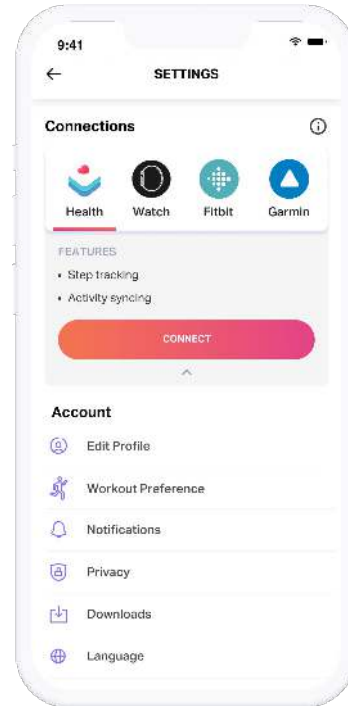 9:41
SETTINGS
Connections
Health Watch Fitbit Garmin
FEATURES
• Step tracking
• Activity syncing
CONNECT
Account
Edit Profile
Workout Preference
Notifications
Privacy
Downloads
Language